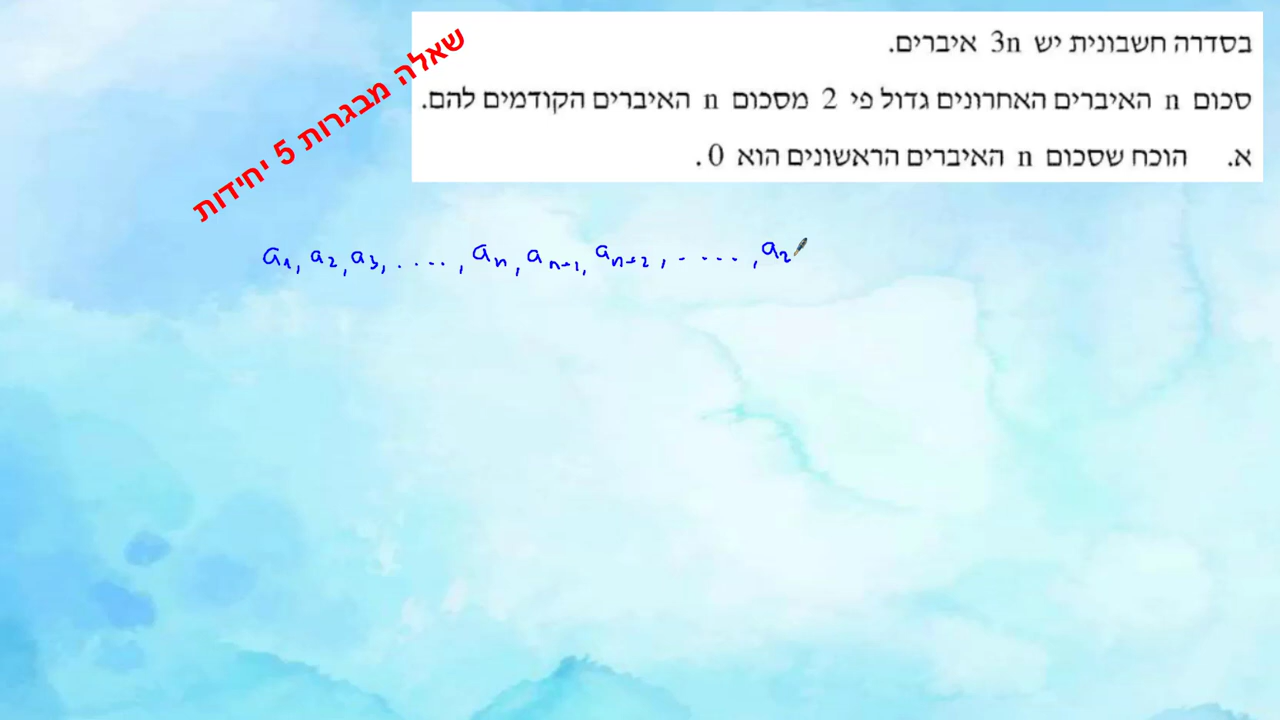 בסדרה חשבונית יש 3n איברים.
סכום n האיברים האחרונים גדול פי 2 מסכום n האיברים הקודמים להם.
א. הוכח שסכום n האיברים הראשונים הוא 0.
שאלה מבגרות 5 יחידות
a₁, a₂, a₃, ....., aₙ, aₙ₊₁, aₙ₊₂, ....., a₂